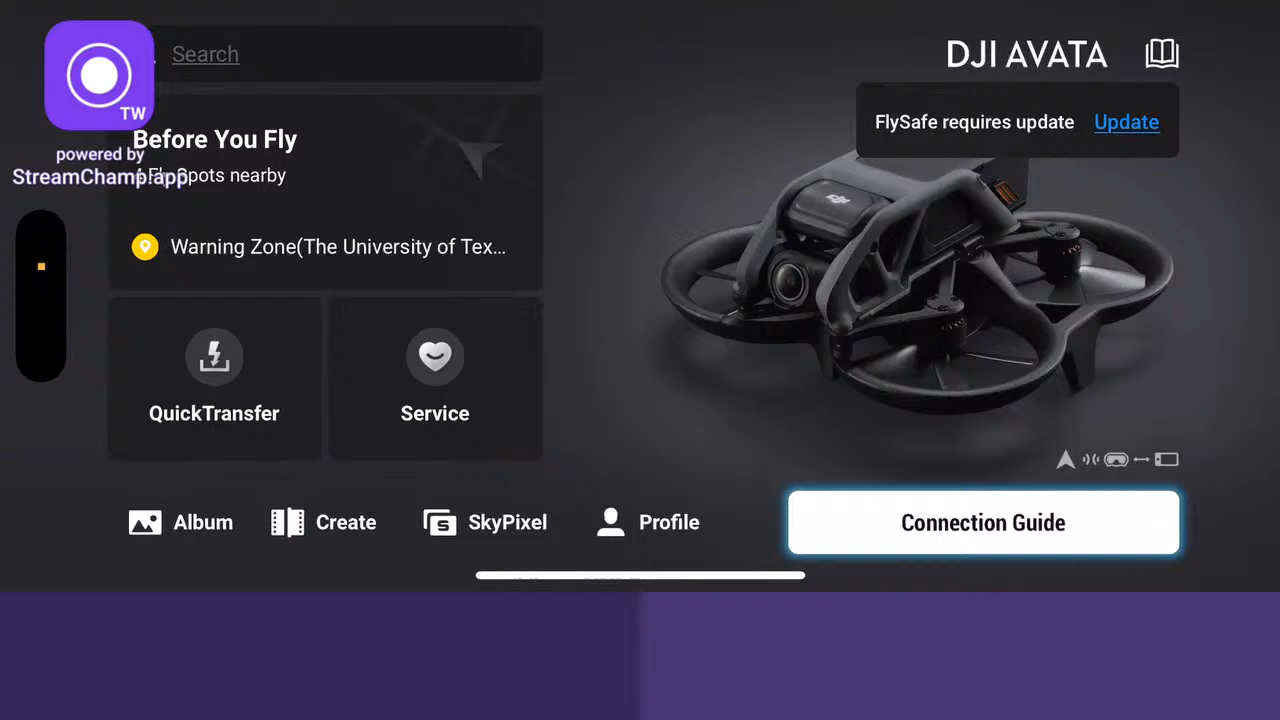 Search
DJI AVATA
FlySafe requires update Update
TW
powered by
StreamChamp.app
Before You Fly
Fly Spots nearby
Warning Zone(The University of Tex...
QuickTransfer
Service
Album
Create
SkyPixel
Profile
Connection Guide